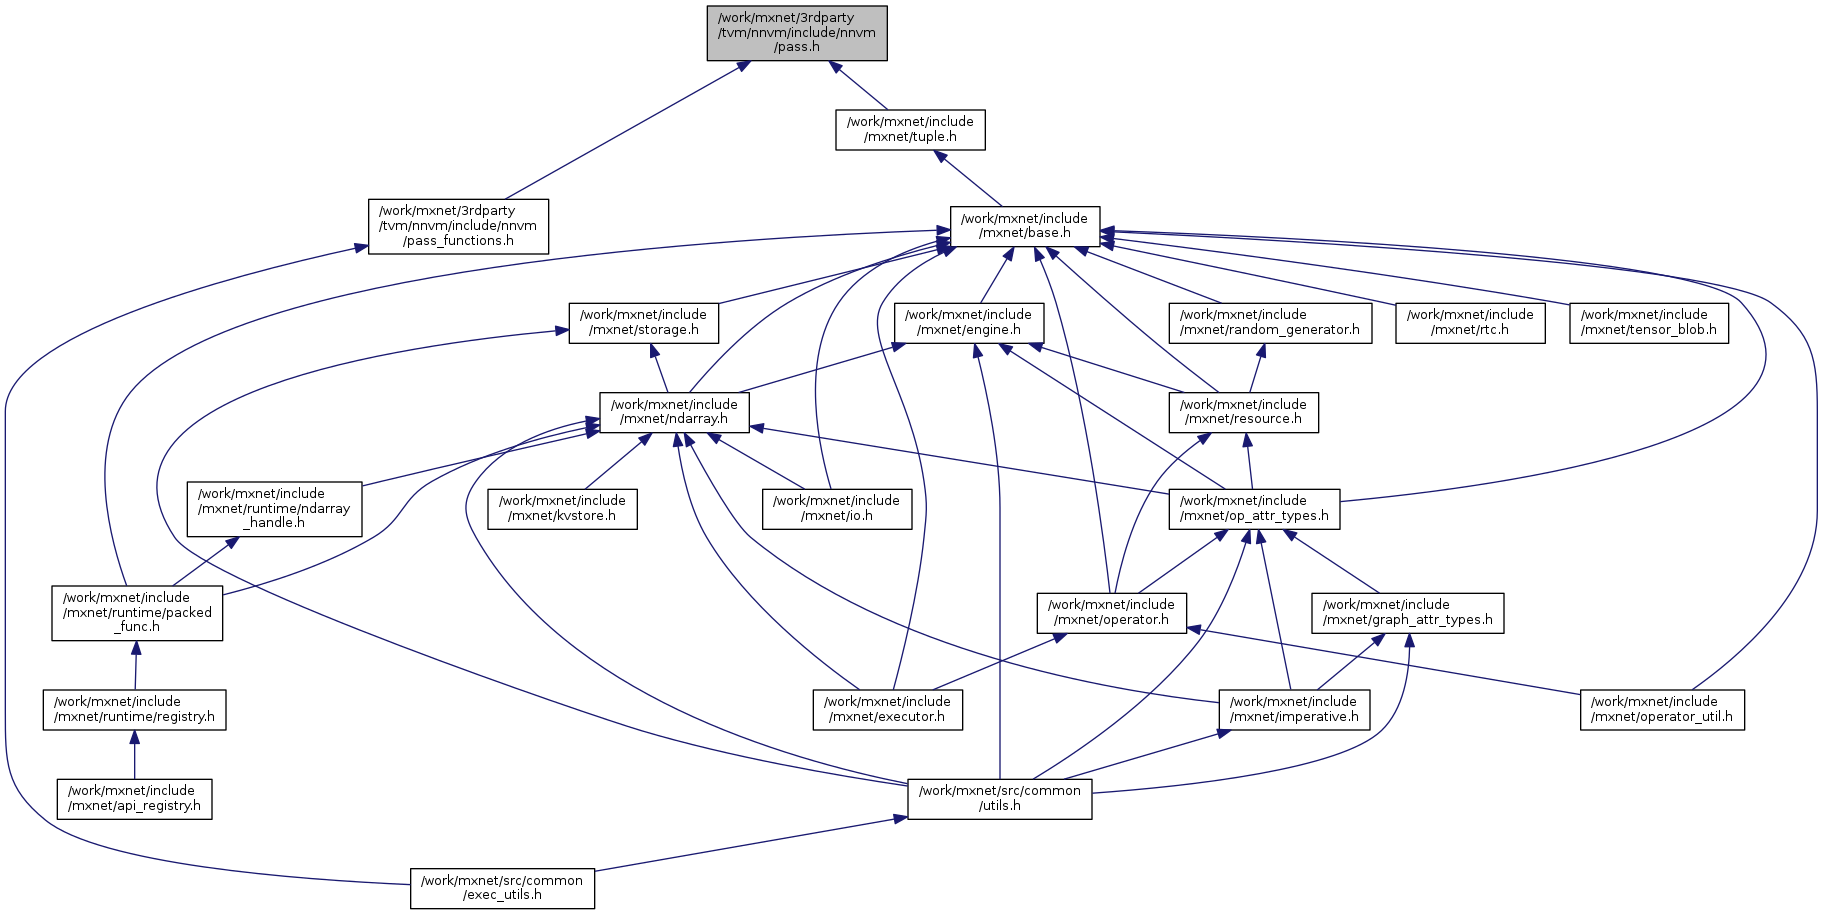 /work/mxnet/3rdparty
/tvm/nnvm/include/nnvm
/pass.h
/work/mxnet/include
/mxnet/tuple.h
/work/mxnet/3rdparty
/tvm/nnvm/include/nnvm
/pass_functions.h
/work/mxnet/include
/mxnet/base.h
/work/mxnet/include
/mxnet/storage.h
/work/mxnet/include
/mxnet/engine.h
/work/mxnet/include
/mxnet/random_generator.h
/work/mxnet/include
/mxnet/rtc.h
/work/mxnet/include
/mxnet/tensor_blob.h
/work/mxnet/include
/mxnet/ndarray.h
/work/mxnet/include
/mxnet/resource.h
/work/mxnet/include
/mxnet/runtime/ndarray
_handle.h
/work/mxnet/include
/mxnet/kvstore.h
/work/mxnet/include
/mxnet/io.h
/work/mxnet/include
/mxnet/op_attr_types.h
/work/mxnet/include
/mxnet/runtime/packed
_func.h
/work/mxnet/include
/mxnet/operator.h
/work/mxnet/include
/mxnet/graph_attr_types.h
/work/mxnet/include
/mxnet/runtime/registry.h
/work/mxnet/include
/mxnet/executor.h
/work/mxnet/include
/mxnet/imperative.h
/work/mxnet/include
/mxnet/operator_util.h
/work/mxnet/include
/mxnet/api_registry.h
/work/mxnet/src/common
/utils.h
/work/mxnet/src/common
/exec_utils.h